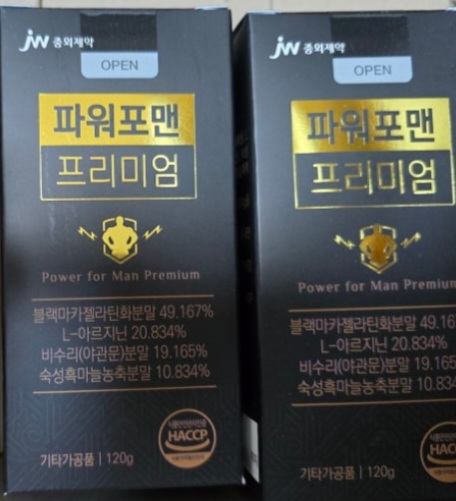 jw 중외제약
OPEN
파워포맨
프리미엄
Power for Man Premium
블랙마카젤라틴화분말 49.167%
L-아르지닌 20.834%
비수리(야관문)분말 19.165%
숙성흑마늘농축분말 10.834%
HACCP
기타가공품 | 120g
jw 중외제약
OPEN
파워포맨
프리미엄
Power for Man Premium
블랙마카젤라틴화분말 49.16
L-아르지닌 20.834%
비수리(야관문)분말 19.165
숙성흑마늘농축분말 10.834
HACCP
기타가공품 | 120g